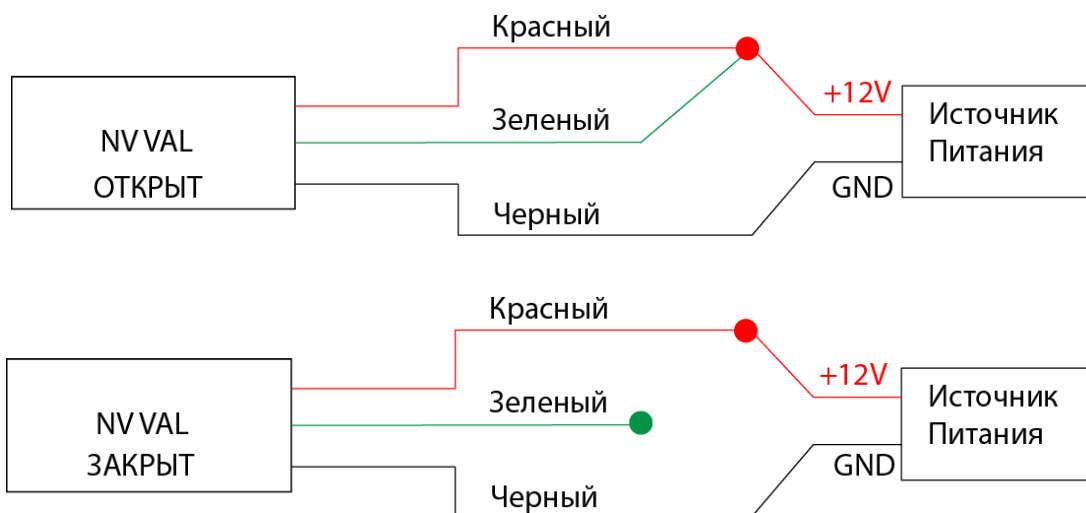 Красный
+12V
Источник
Питания
Зеленый
NV VAL
ОТКРЫТ
GND
Черный
Красный
+12V
Источник
Питания
Зеленый
NV VAL
ЗАКРЫТ
GND
Черный